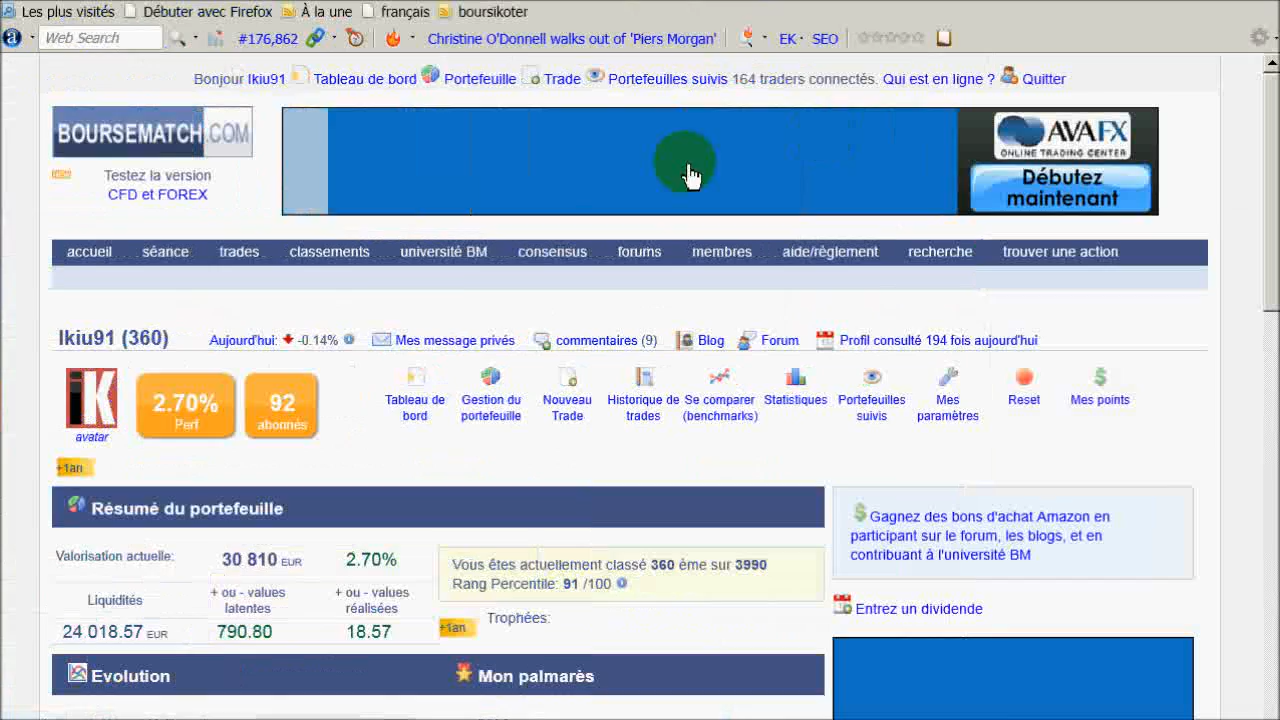 Les plus visités Débuter avec Firefox À la une français boursikoter
Web Search #176,862 Christine O'Donnell walks out of 'Piers Morgan' EK SEO
Bonjour Ikiu91 Tableau de bord Portefeuille Trade Portefeuilles suivis 164 traders connectés. Qui est en ligne ? Quitter
BOURSEMATCH.COM
Testez la version
CFD et FOREX
AVAFX
ONLINE TRADING CENTER
Débutez
maintenant
accueil séance trades classements université BM consensus forums membres aide/règlement recherche trouver une action
Ikiu91 (360) Aujourd'hui: -0.14% Mes message privés commentaires (9) Blog Forum Profil consulté 194 fois aujourd'hui
iK
avatar
2.70%
Perf
92
abonnés
Tableau de
bord
Gestion du
portefeuille
Nouveau
Trade
Historique de
trades
Se comparer
(benchmarks)
Statistiques
Portefeuilles
suivis
Mes
paramètres
Reset
Mes points
+1an
Résumé du portefeuille
Valorisation actuelle: 30 810 EUR 2.70%
Liquidités
+ ou - values
latentes
+ ou - values
réalisées
24 018.57 EUR 790.80 18.57
Vous êtes actuellement classé 360 ème sur 3990
Rang Percentile: 91 /100
Trophées:
+1an
Gagnez des bons d'achat Amazon en
participant sur le forum, les blogs, et en
contribuant à l'université BM
Entrez un dividende
Evolution
Mon palmarès